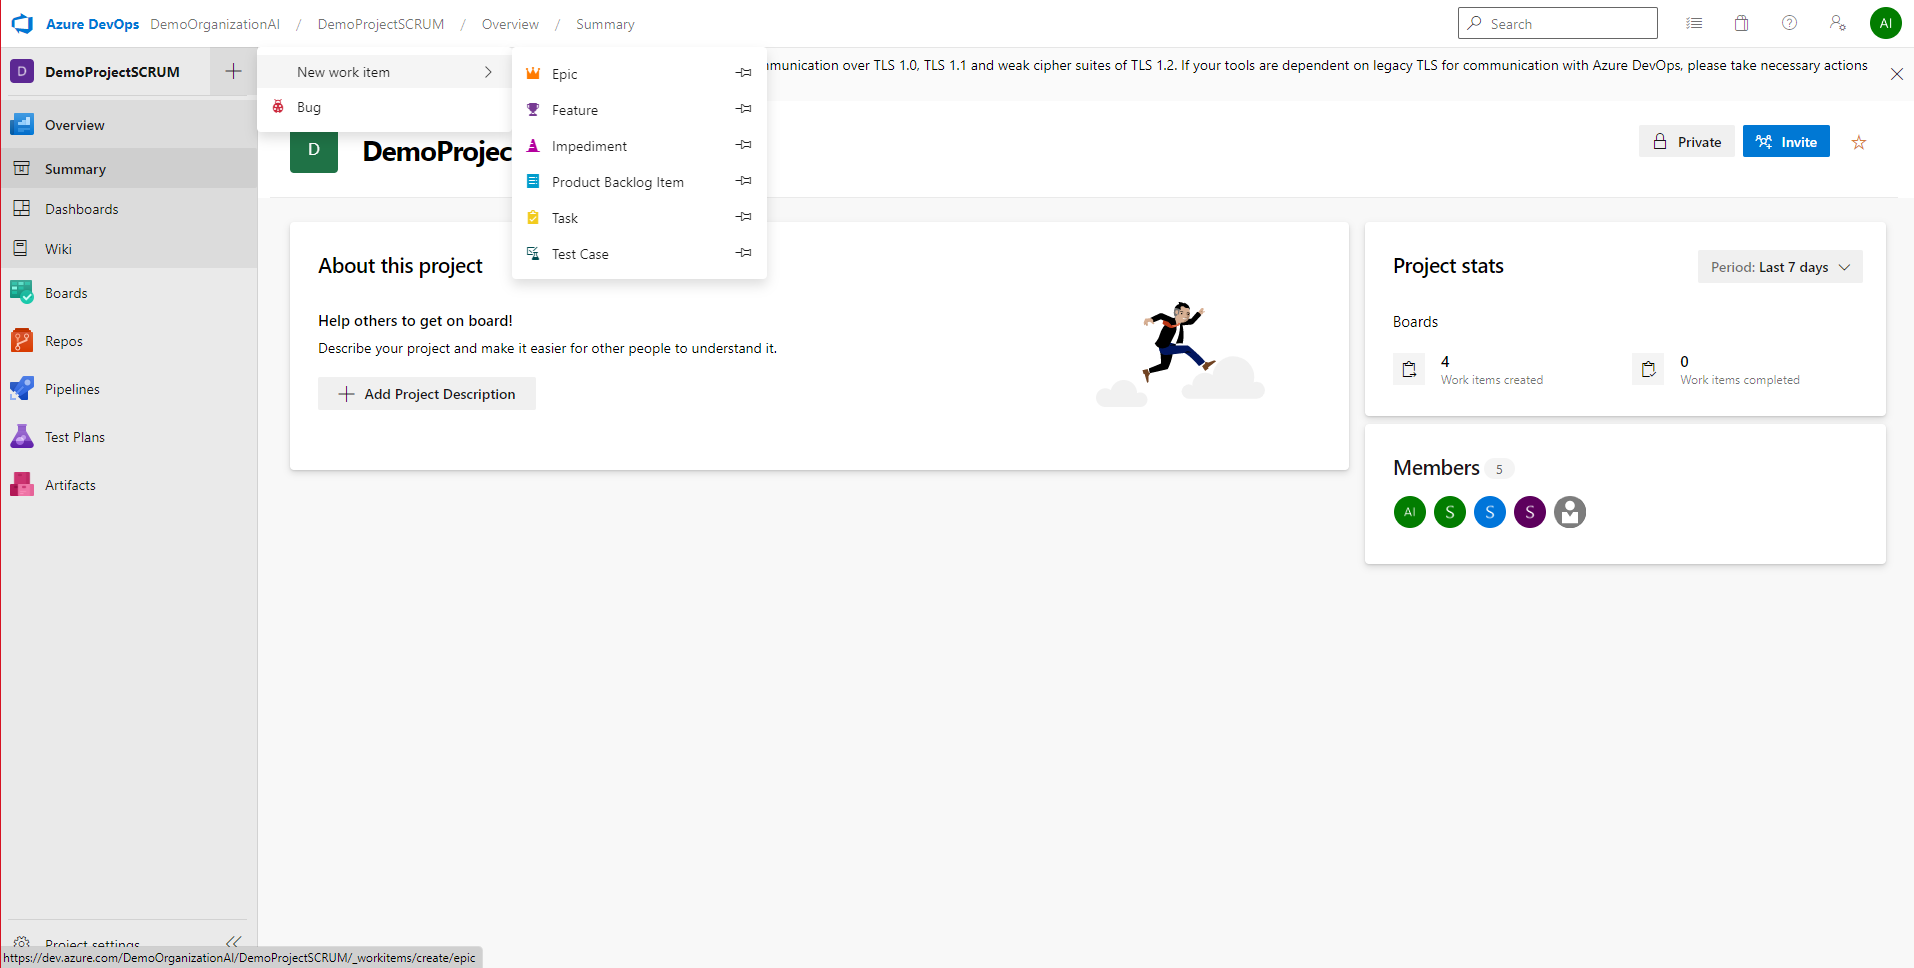 Azure DevOps DemoOrganizationAI / DemoProjectSCRUM / Overview / Summary
Search
AI
D DemoProjectSCRUM
New work item
Bug
Epic
Feature
Impediment
Product Backlog Item
Task
Test Case
communication over TLS 1.0, TLS 1.1 and weak cipher suites of TLS 1.2. If your tools are dependent on legacy TLS for communication with Azure DevOps, please take necessary actions
Overview
Summary
Dashboards
Wiki
Boards
Repos
Pipelines
Test Plans
Artifacts
Project settings
https://dev.azure.com/DemoOrganizationAI/DemoProjectSCRUM/_workitems/create/epic
D DemoProjec
Private
Invite
About this project
Help others to get on board!
Describe your project and make it easier for other people to understand it.
Add Project Description
Project stats
Period: Last 7 days
Boards
4
Work items created
0
Work items completed
Members 5
AI S S S